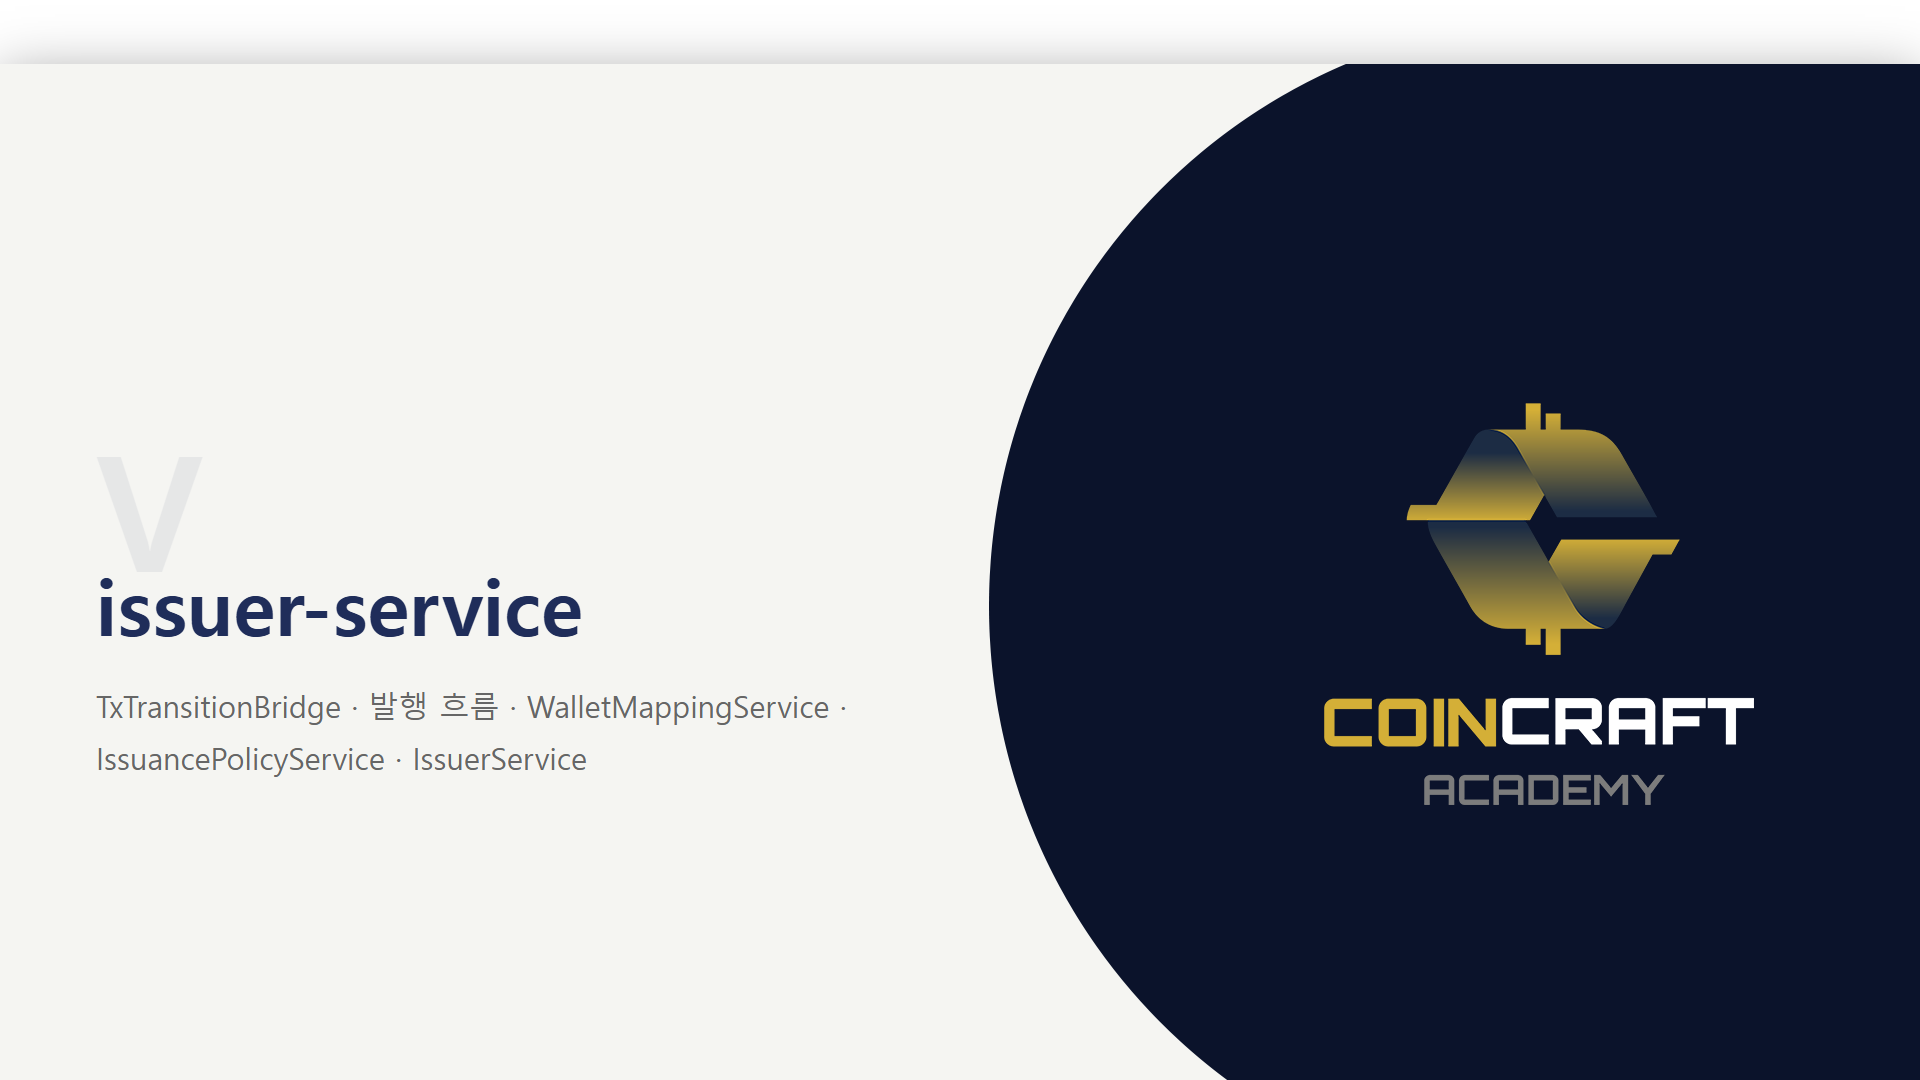 V
issuer-service
TxTransitionBridge · 발행 흐름 · WalletMappingService ·
IssuancePolicyService · IssuerService
COINCRAFT
ACADEMY